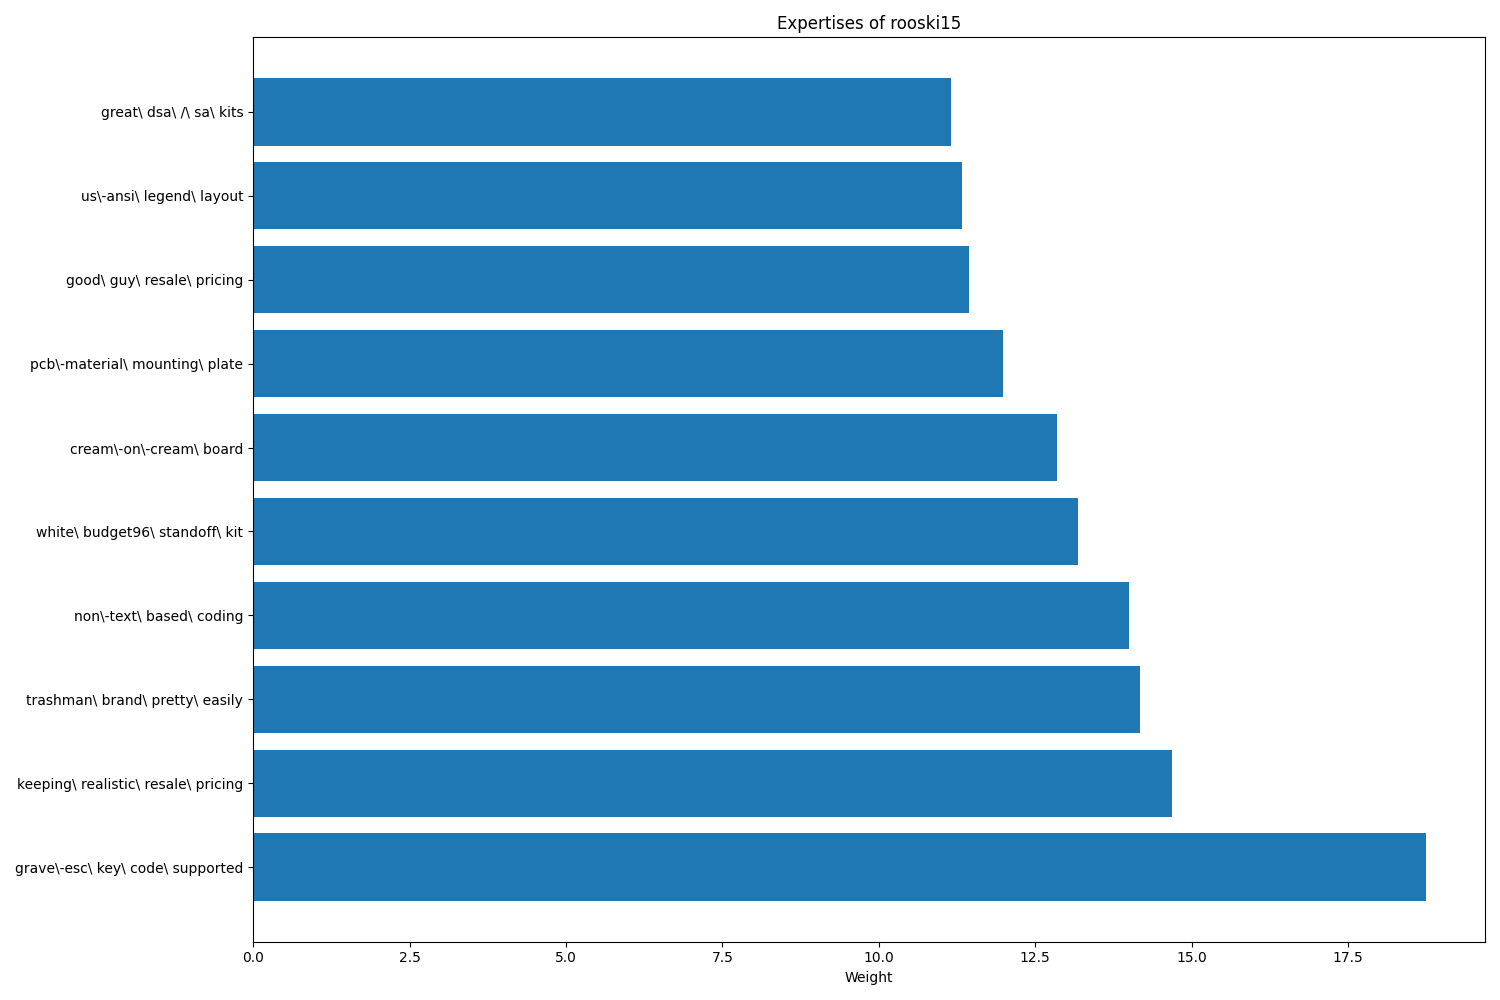 Expertises of rooski15
great\ dsa\ /\ sa\ kits
us\-ansi\ legend\ layout
good\ guy\ resale\ pricing
pcb\-material\ mounting\ plate
cream\-on\-cream\ board
white\ budget96\ standoff\ kit
non\-text\ based\ coding
trashman\ brand\ pretty\ easily
keeping\ realistic\ resale\ pricing
grave\-esc\ key\ code\ supported
0.0 2.5 5.0 7.5 10.0 12.5 15.0 17.5
Weight